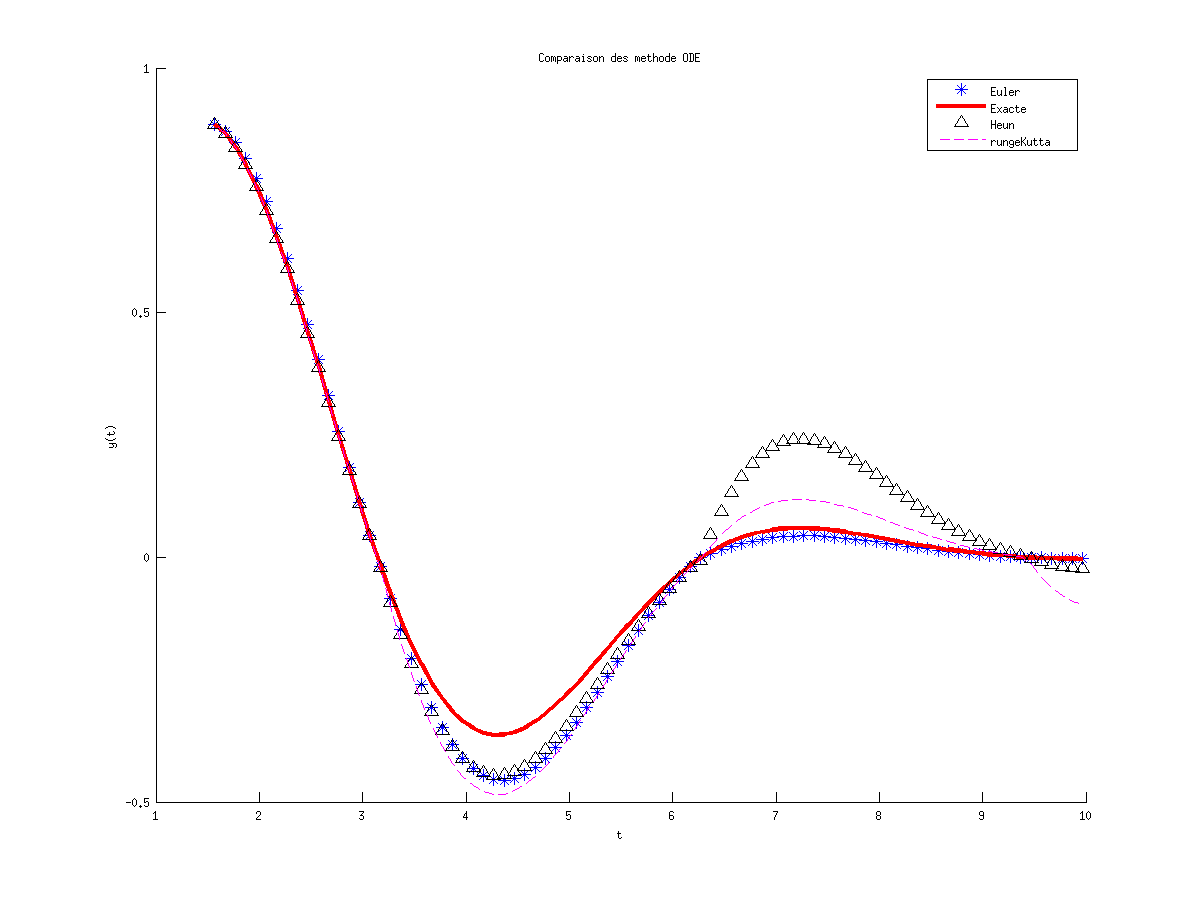 Comparaison des methode ODE
Euler
Exacte
Heun
rungeKutta
1
0.5
0
-0.5
y(t)
1 2 3 4 5 6 7 8 9 10
t